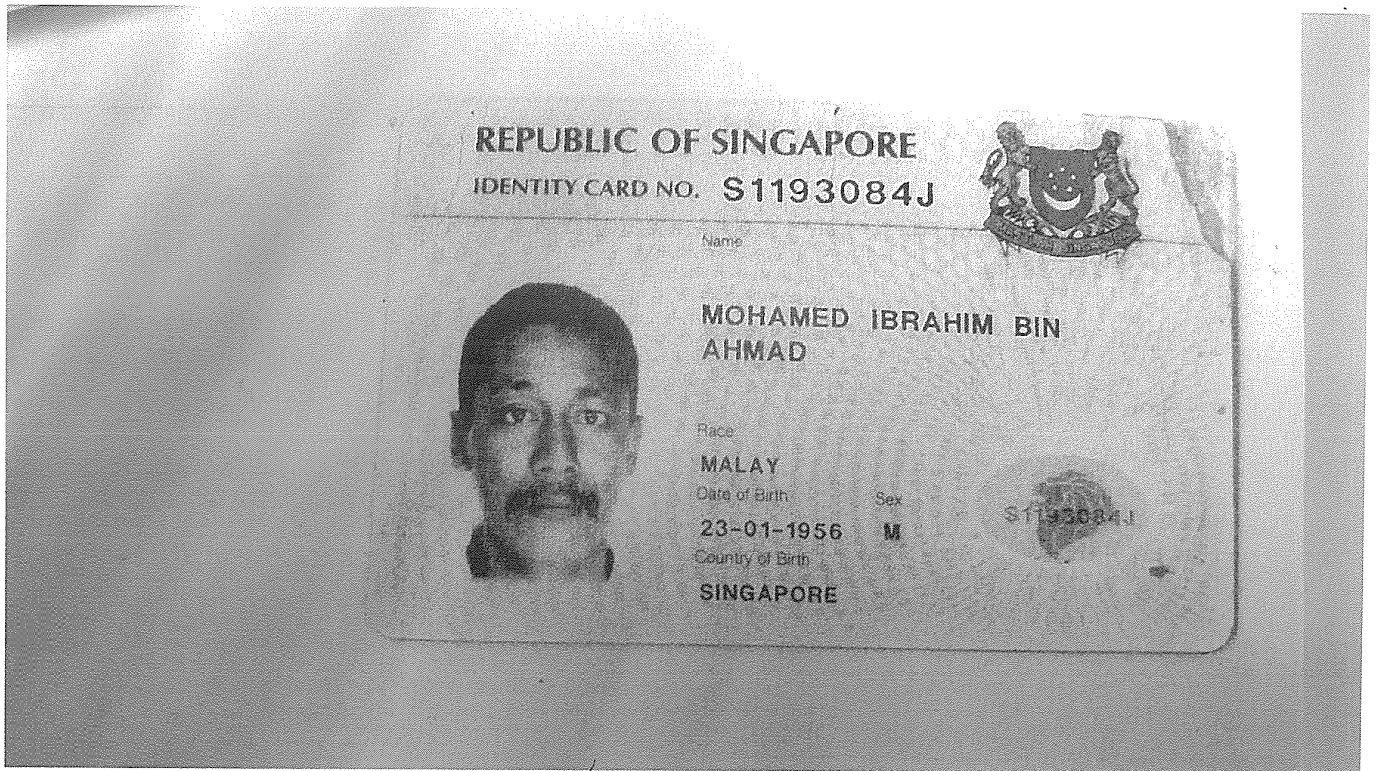 REPUBLIC OF SINGAPORE
IDENTITY CARD NO. S1193084J
Name
MOHAMED IBRAHIM BIN
AHMAD
Race
MALAY
Date of Birth Sex
23-01-1956 M
S1193084J
Country of Birth
SINGAPORE